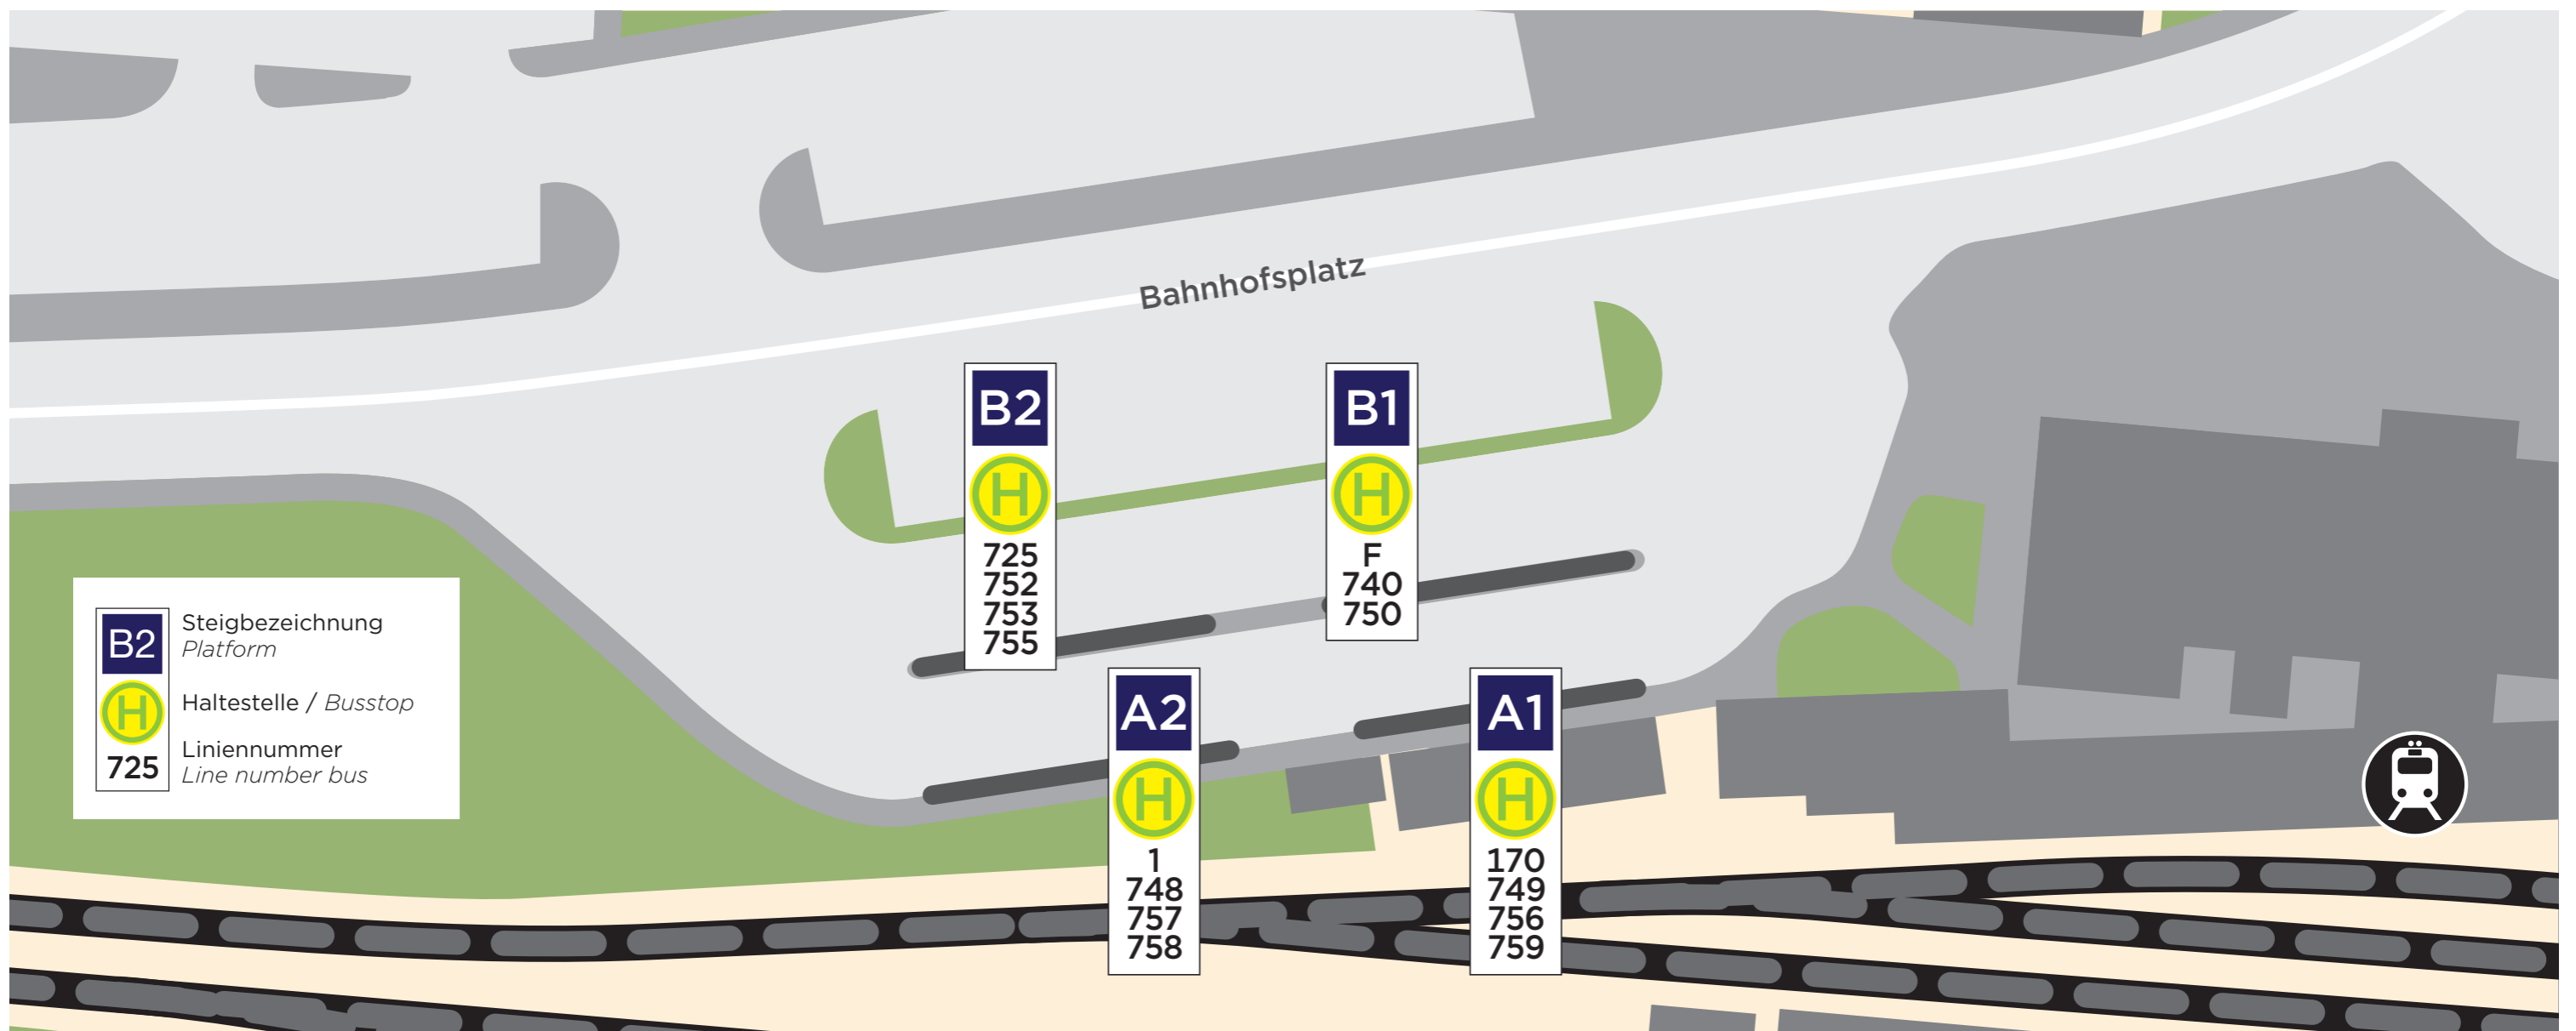 Bahnhofsplatz
B2
H
725
752
753
755
B1
H
F
740
750
A2
H
1
748
757
758
A1
H
170
749
756
759
B2
Steigbezeichnung
Platform
H
Haltestelle / Busstop
725
Liniennummer
Line number bus